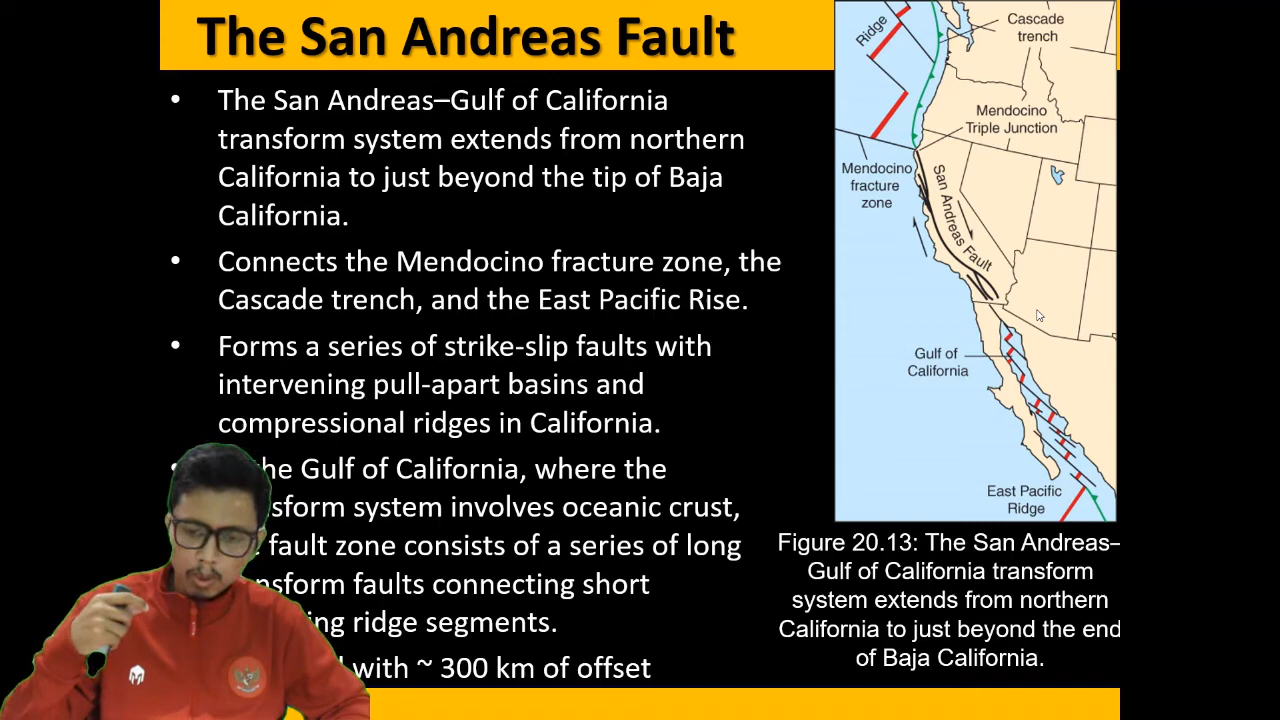 The San Andreas Fault
• The San Andreas–Gulf of California
transform system extends from northern
California to just beyond the tip of Baja
California.
• Connects the Mendocino fracture zone, the
Cascade trench, and the East Pacific Rise.
• Forms a series of strike-slip faults with
intervening pull-apart basins and
compressional ridges in California.
• he Gulf of California, where the
sform system involves oceanic crust,
fault zone consists of a series of long
nsform faults connecting short
ng ridge segments.
with ~ 300 km of offset
Ridge
Cascade
trench
Mendocino
Triple Junction
Mendocino
fracture
zone
San Andreas Fault
Gulf of
California
East Pacific
Ridge
Figure 20.13: The San Andreas–
Gulf of California transform
system extends from northern
California to just beyond the end
of Baja California.